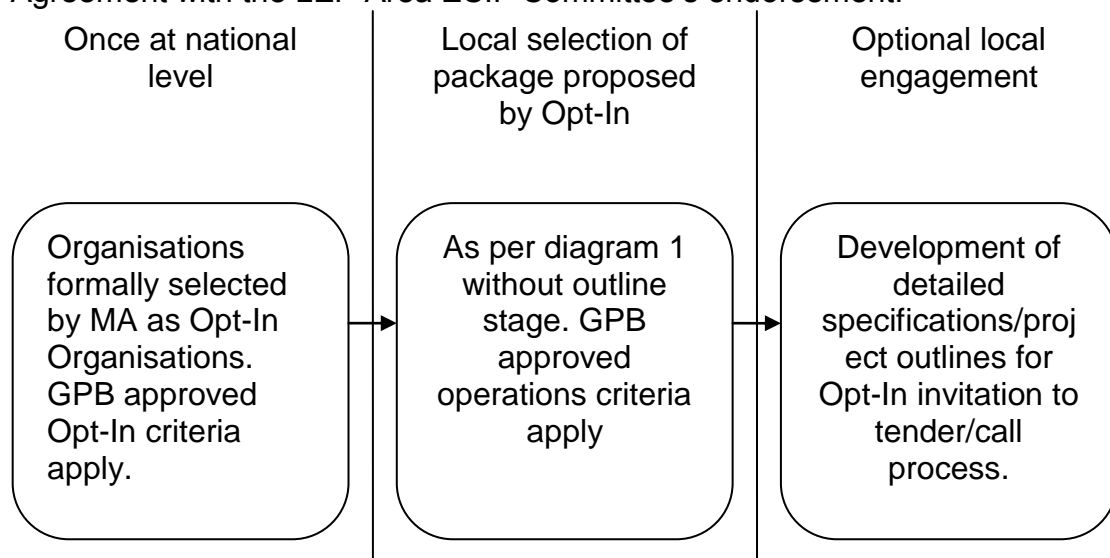 Agreement with the LEP Area ESIF Committee's endorsement.
Once at national
level
Local selection of
package proposed
by Opt-In
Optional local
engagement
Organisations
formally selected
by MA as Opt-In
Organisations.
GPB approved
Opt-In criteria
apply.
As per diagram 1
without outline
stage. GPB
approved
operations criteria
apply
Development of
detailed
specifications/proj
ect outlines for
Opt-In invitation to
tender/call
process.